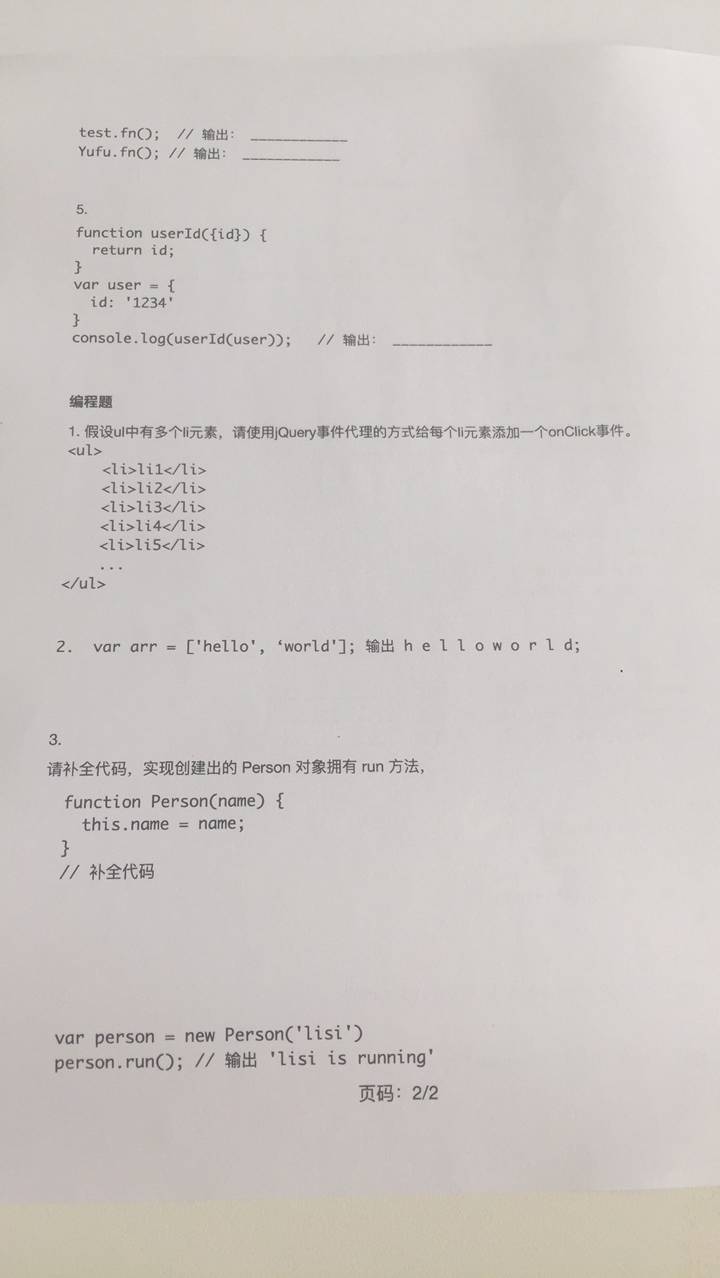 test.fn();  // 输出： ____________
Yufu.fn(); // 输出： ____________
5.
function userId({id}) {
  return id;
}
var user = {
  id: '1234'
}
console.log(userId(user));   // 输出： ____________
编程题
1. 假设ul中有多个li元素，请使用jQuery事件代理的方式给每个li元素添加一个onClick事件。
<ul>
    <li>li1</li>
    <li>li2</li>
    <li>li3</li>
    <li>li4</li>
    <li>li5</li>
    ...
</ul>
2.  var arr = ['hello', ‘world']; 输出 h e l l o w o r l d;
3.
请补全代码，实现创建出的 Person 对象拥有 run 方法，
function Person(name) {
  this.name = name;
}
// 补全代码
var person = new Person('lisi')
person.run(); // 输出 'lisi is running'
页码：2/2